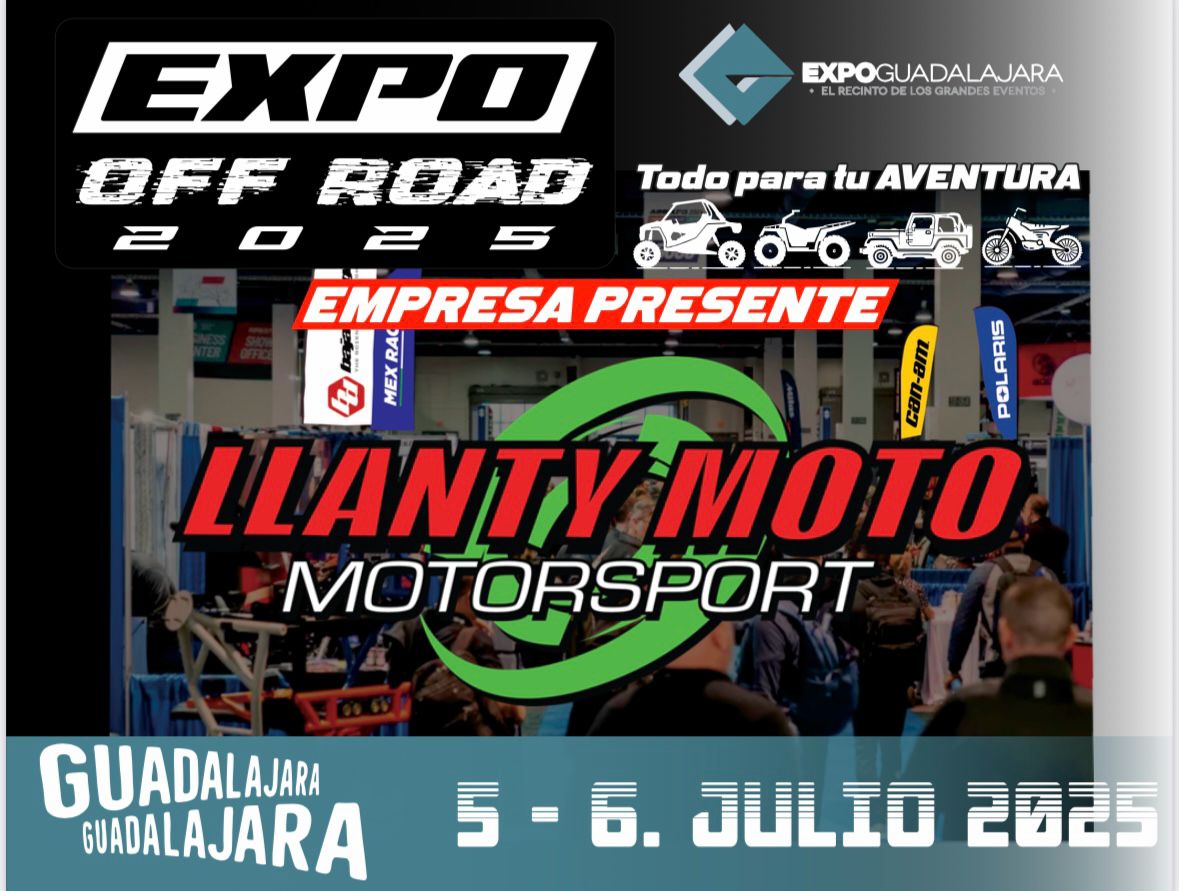 EXPO
OFF ROAD
2025
EXPOGUADALAJARA
• EL RECINTO DE LOS GRANDES EVENTOS •
Todo para tu AVENTURA
EMPRESA PRESENTE
MEX RAC
can-am
POLARIS
LLANTY MOTO
MOTORSPORT
GUADALAJARA
GUADALAJARA
5 - 6. JULIO 2025